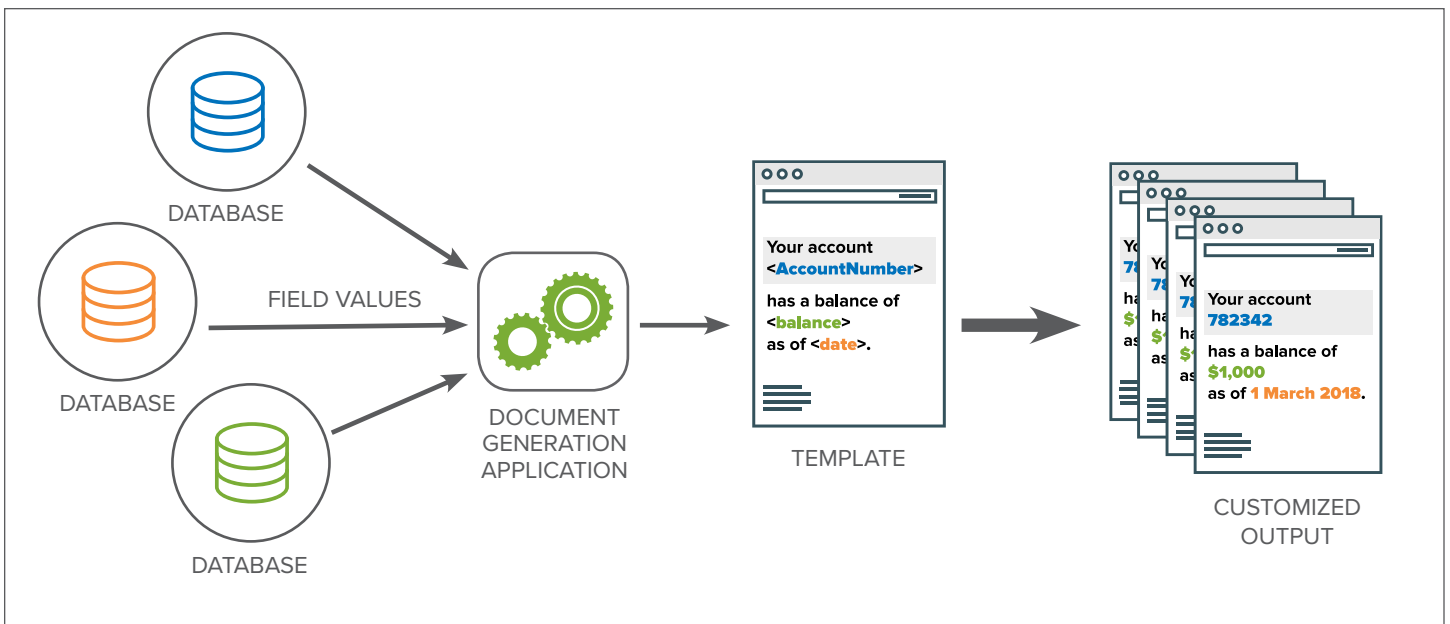 DATABASE
DATABASE
DATABASE
FIELD VALUES
DOCUMENT
GENERATION
APPLICATION
Your account
<AccountNumber>
has a balance of
<balance>
as of <date>.
TEMPLATE
Your account
782342
has a balance of
$1,000
as of 1 March 2018.
CUSTOMIZED
OUTPUT